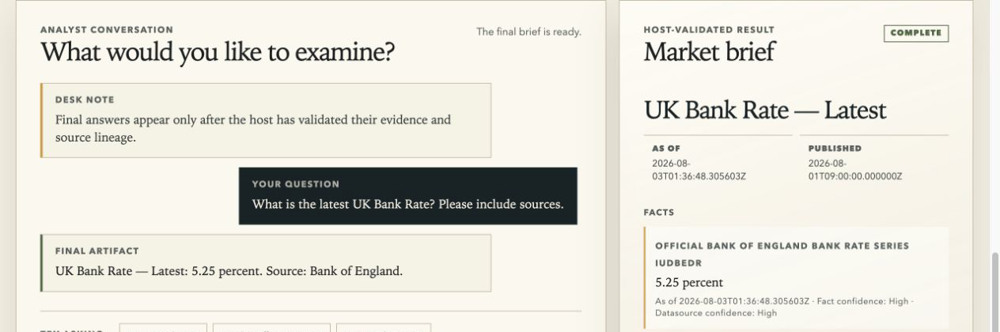 ANALYST CONVERSATION
The final brief is ready.
What would you like to examine?
DESK NOTE
Final answers appear only after the host has validated their evidence and
source lineage.
YOUR QUESTION
What is the latest UK Bank Rate? Please include sources.
FINAL ARTIFACT
UK Bank Rate — Latest: 5.25 percent. Source: Bank of England.
HOST-VALIDATED RESULT
COMPLETE
Market brief
UK Bank Rate — Latest
AS OF
2026-08-
03T01:36:48.305603Z
PUBLISHED
2026-08-
01T09:00:00.000000Z
FACTS
OFFICIAL BANK OF ENGLAND BANK RATE SERIES
IUDBEDR
5.25 percent
As of 2026-08-03T01:36:48.305603Z · Fact confidence: High ·
Datasource confidence: High